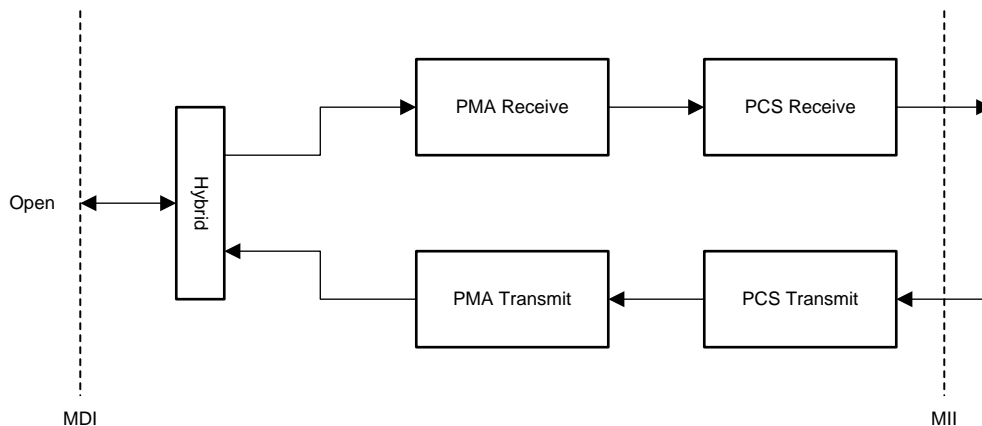 PMA Receive
PCS Receive
Open
Hybrid
PMA Transmit
PCS Transmit
MDI
MII